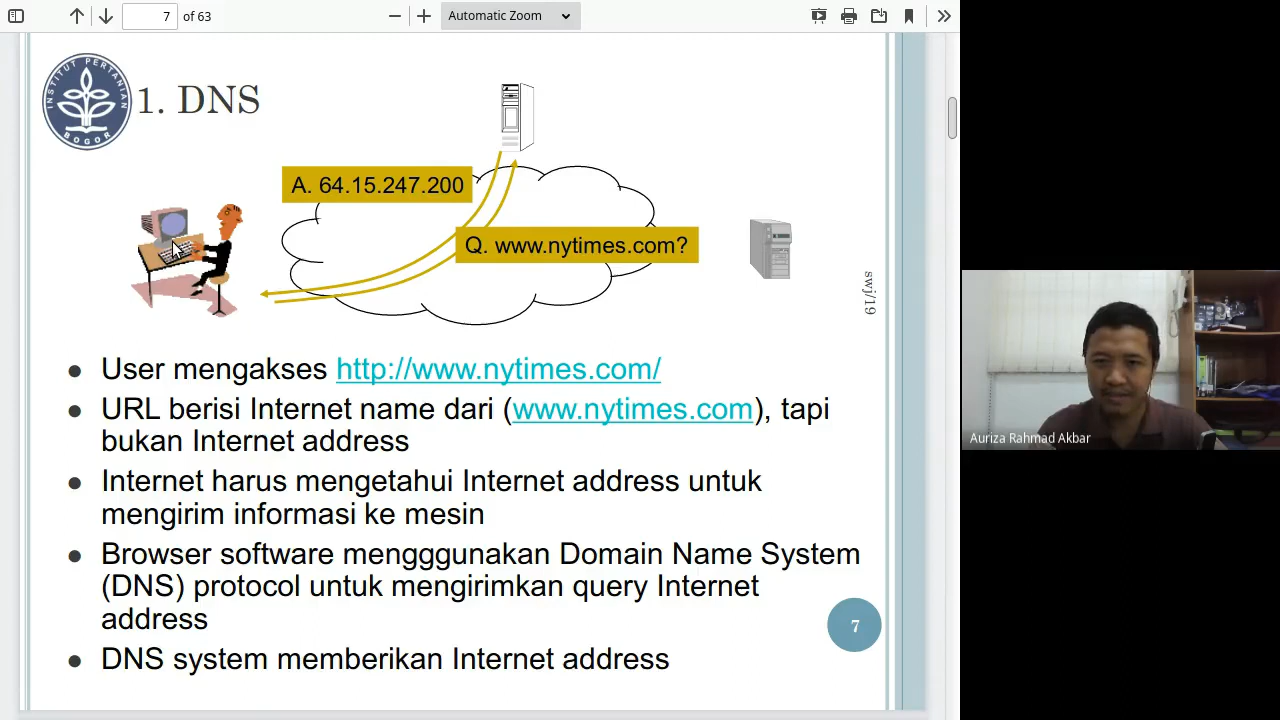 7 of 63
Automatic Zoom
INSTITUT PERTANIAN
BOGOR
1. DNS
A. 64.15.247.200
Q. www.nytimes.com?
swj/19
User mengakses http://www.nytimes.com/
URL berisi Internet name dari (www.nytimes.com), tapi
bukan Internet address
Internet harus mengetahui Internet address untuk
mengirim informasi ke mesin
Browser software mengggunakan Domain Name System
(DNS) protocol untuk mengirimkan query Internet
address
DNS system memberikan Internet address
7
Auriza Rahmad Akbar